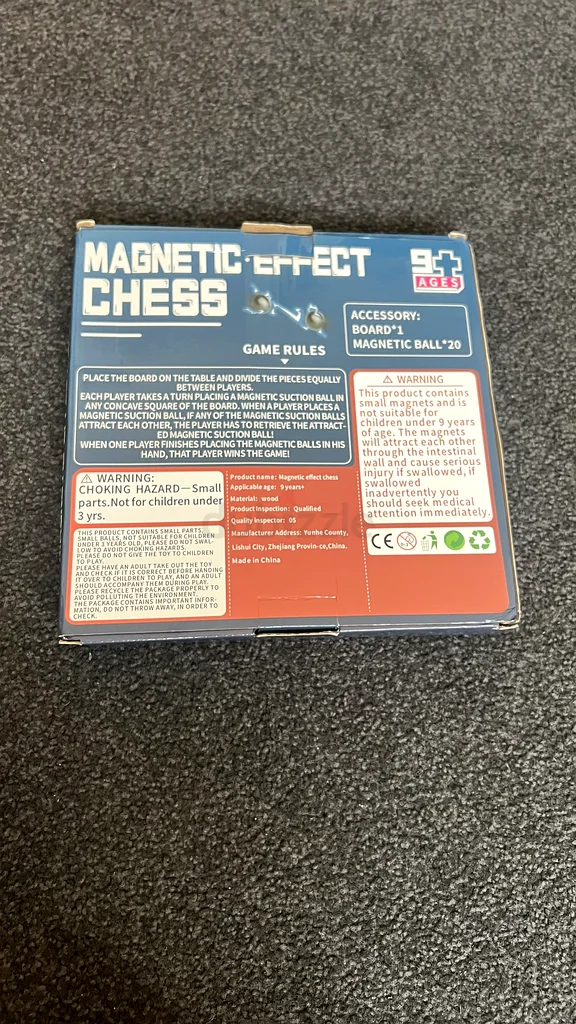 MAGNETIC EFFECT
CHESS
9+
AGES
ACCESSORY:
BOARD*1
MAGNETIC BALL*20
GAME RULES
PLACE THE BOARD ON THE TABLE AND DIVIDE THE PIECES EQUALLY
BETWEEN PLAYERS.
EACH PLAYER TAKES A TURN PLACING A MAGNETIC SUCTION BALL IN
ANY CONCAVE SQUARE OF THE BOARD. WHEN A PLAYER PLACES A
MAGNETIC SUCTION BALL, IF ANY OF THE MAGNETIC SUCTION BALLS
ATTRACT EACH OTHER, THE PLAYER HAS TO RETRIEVE THE ATTRACT-
ED MAGNETIC SUCTION BALL!
WHEN ONE PLAYER FINISHES PLACING THE MAGNETIC BALLS IN HIS
HAND, THAT PLAYER WINS THE GAME!
⚠ WARNING
This product contains
small magnets and is
not suitable for
children under 9 years
of age. The magnets
will attract each other
through the intestinal
wall and cause serious
injury if swallowed, if
swallowed
inadvertently you
should seek medical
attention immediately.
⚠ WARNING:
CHOKING HAZARD—Small
parts.Not for children under
3 yrs.
THIS PRODUCT CONTAINS SMALL PARTS,
SMALL BALLS, NOT SUITABLE FOR CHILDREN
UNDER 3 YEARS OLD, PLEASE DO NOT SWAL-
LOW TO AVOID CHOKING HAZARDS.
PLEASE DO NOT GIVE THE TOY TO CHILDREN
TO PLAY.
PLEASE HAVE AN ADULT TAKE OUT THE TOY
AND CHECK IF IT IS CORRECT BEFORE HANDING
IT OVER TO CHILDREN TO PLAY, AND AN ADULT
SHOULD ACCOMPANY THEM DURING PLAY.
PLEASE RECYCLE THE PACKAGE PROPERLY TO
AVOID POLLUTING THE ENVIRONMENT.
THE PACKAGE CONTAINS IMPORTANT INFOR-
MATION, DO NOT THROW AWAY, IN ORDER TO
CHECK.
Product name: Magnetic effect chess
Applicable age: 9 years+
Material: wood
Product Inspection: Qualified
Quality inspector: 05
Manufacturer Address: Yunho County,
Lishui City, Zhejiang Provin-ce,China.
Made in China
CE